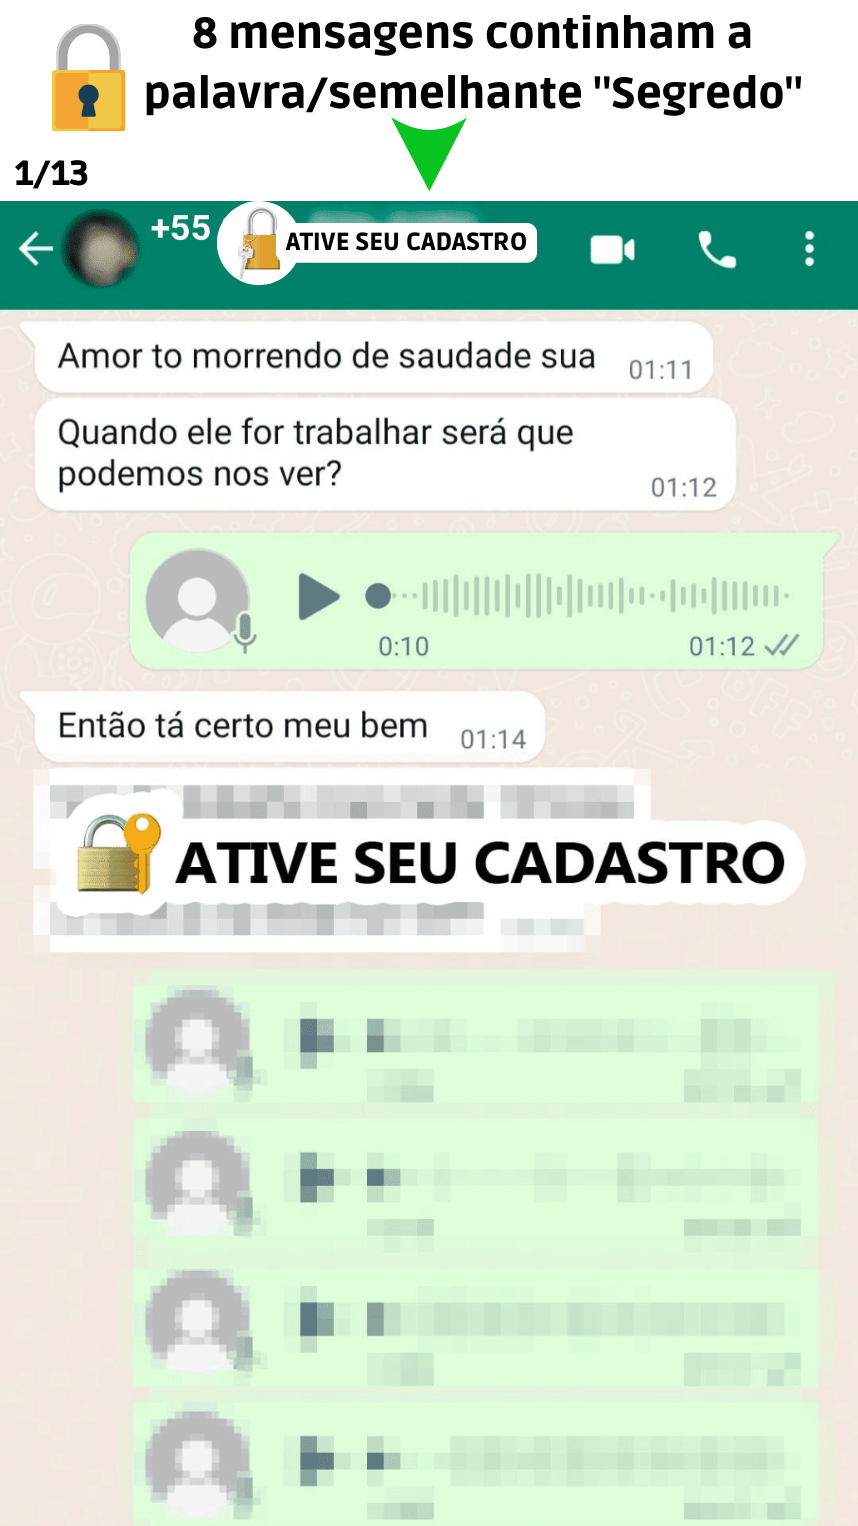 8 mensagens continham a
palavra/semelhante "Segredo"
1/13
+55
ATIVE SEU CADASTRO
Amor to morrendo de saudade sua
01:11
Quando ele for trabalhar será que
podemos nos ver?
01:12
0:10
01:12
Então tá certo meu bem
01:14
ATIVE SEU CADASTRO